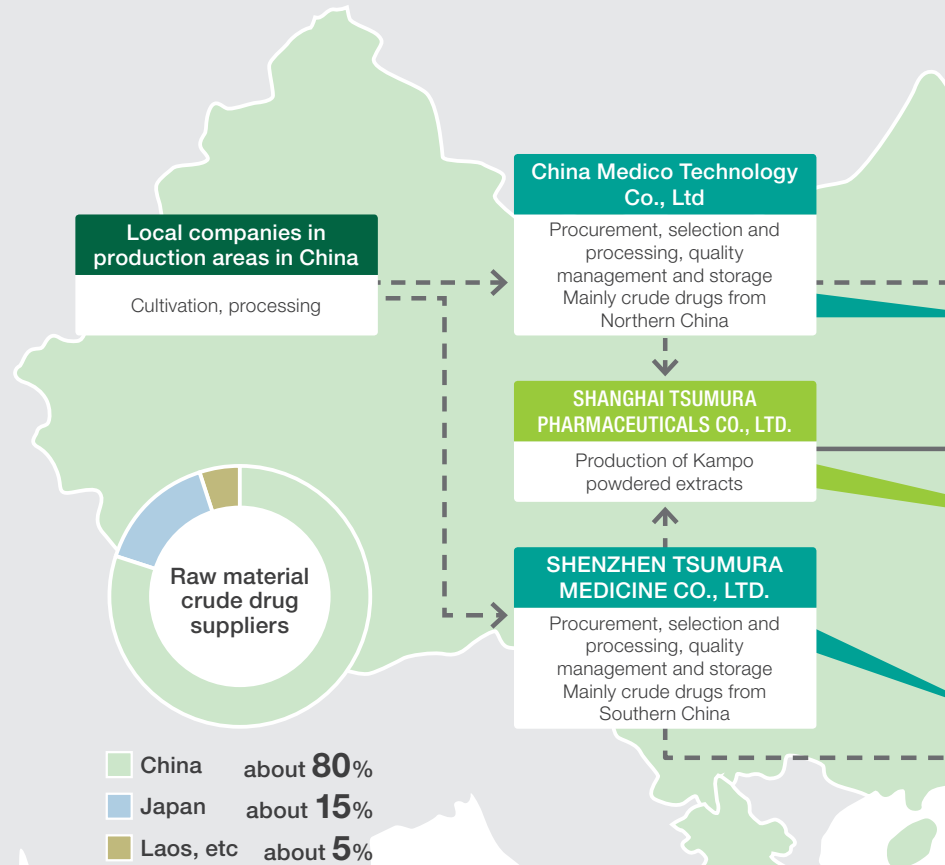 Local companies in
production areas in China
Cultivation, processing
China Medico Technology
Co., Ltd
Procurement, selection and
processing, quality
management and storage
Mainly crude drugs from
Northern China
SHANGHAI TSUMURA
PHARMACEUTICALS CO., LTD.
Production of Kampo
powdered extracts
SHENZHEN TSUMURA
MEDICINE CO., LTD.
Procurement, selection and
processing, quality
management and storage
Mainly crude drugs from
Southern China
Raw material
crude drug
suppliers
China about 80%
Japan about 15%
Laos, etc about 5%